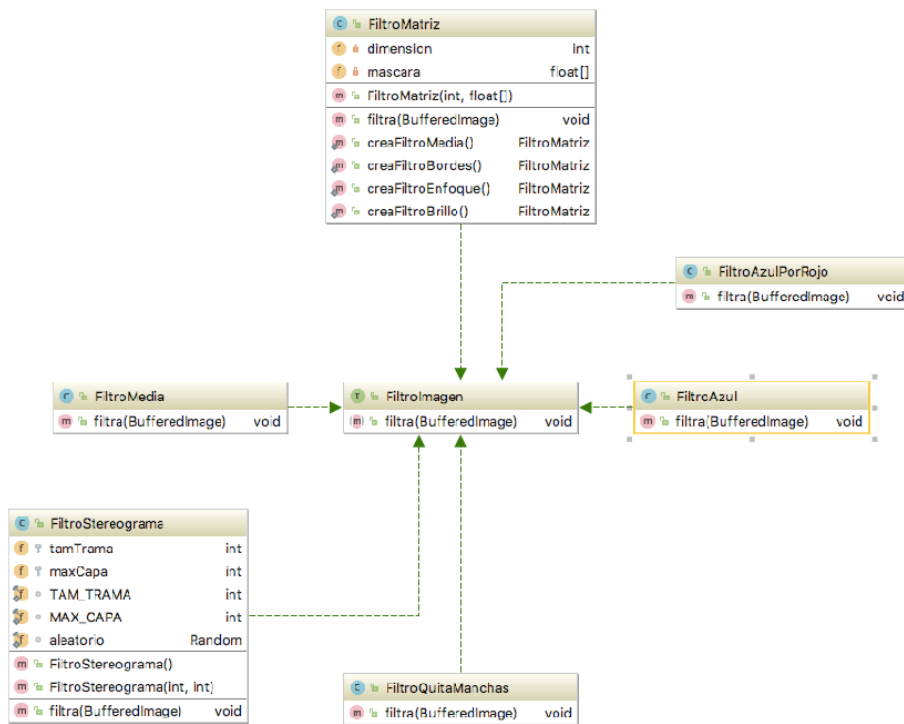 FiltroMatriz
dimension int
mascara float[]
FiltroMatriz(int, float[])
filtra(BufferedImage) void
creaFiltroMedia() FiltroMatriz
creaFiltroBordes() FiltroMatriz
creaFiltroEnfoque() FiltroMatriz
creaFiltroBrillo() FiltroMatriz
FiltroAzulPorRojo
filtra(BufferedImage) void
FiltroMedia
filtra(BufferedImage) void
FiltroImagen
filtra(BufferedImage) void
FiltroAzul
filtra(BufferedImage) void
FiltroStereograma
tamTrama int
maxCapa int
TAM_TRAMA int
MAX_CAPA int
aleatorio Random
FiltroStereograma()
FiltroStereograma(int, int)
filtra(BufferedImage) void
FiltroQuitaManchas
filtra(BufferedImage) void